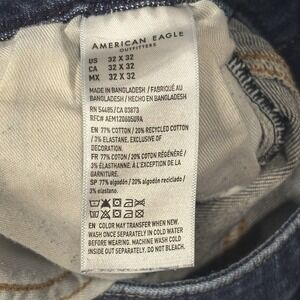 AMERICAN EAGLE
OUTFITTERS
US 32 X 32
CA 32 X 32
MX 32 X 32
MADE IN BANGLADESH / FABRIQUÉ AU
BANGLADESH / HECHO EN BANGLADESH
RN 54485/CA 03873
RFC# AEM1206050J9A
EN 77% COTTON / 20% RECYCLED COTTON /
3% ELASTANE. EXCLUSIVE OF
DECORATION.
FR 77% COTON / 20% COTON RÉGÉNÉRÉ /
3% ÉLASTHANNE. À L'EXCEPTION DE LA
GARNITURE.
SP 77% algodón / 20% algodón reciclado /
3% elastano.
EN COLOR MAY TRANSFER WHEN NEW.
WASH ONCE SEPARATELY IN COLD WATER
BEFORE WEARING. MACHINE WASH COLD
INSIDE OUT SEPARATELY. DO NOT BLEACH.